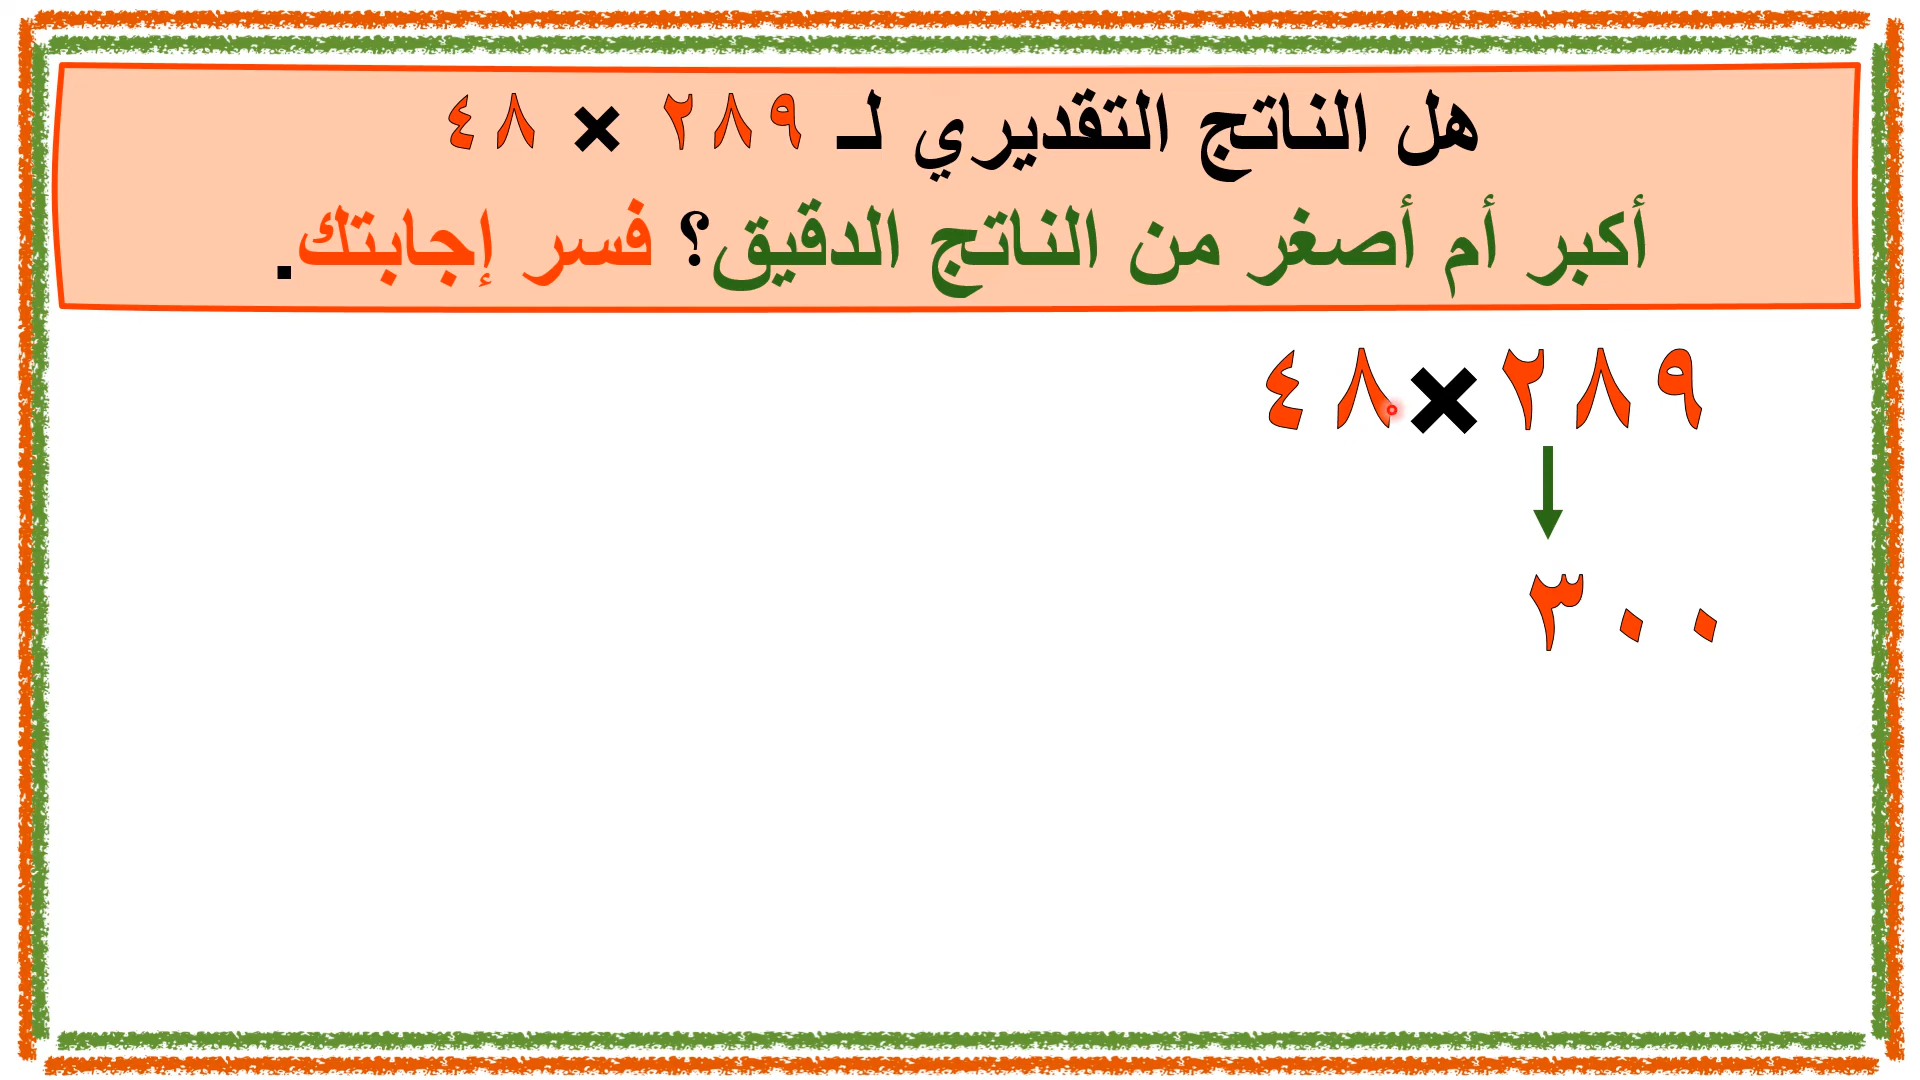 هل الناتج التقديري لـ ٢٨٩ × ٤٨
أكبر أم أصغر من الناتج الدقيق؟ فسر إجابتك.
٤٨×٢٨٩
٣٠٠